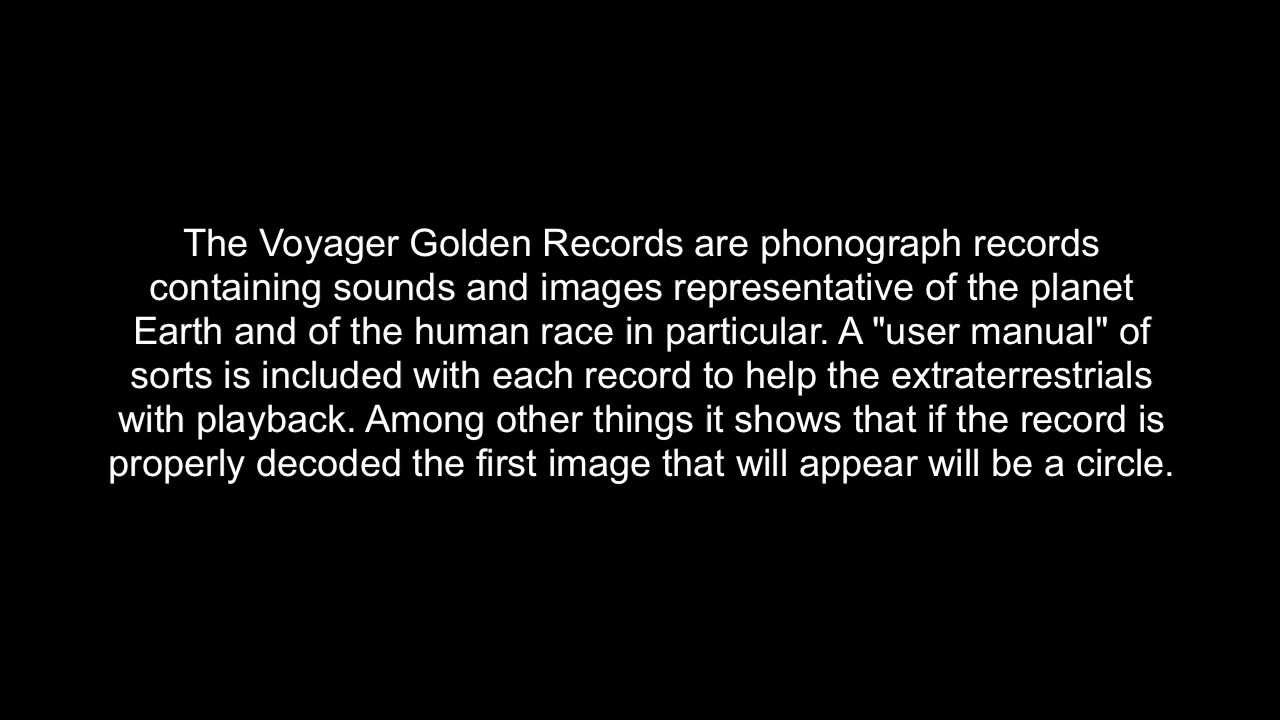 The Voyager Golden Records are phonograph records
containing sounds and images representative of the planet
Earth and of the human race in particular. A "user manual" of
sorts is included with each record to help the extraterrestrials
with playback. Among other things it shows that if the record is
properly decoded the first image that will appear will be a circle.